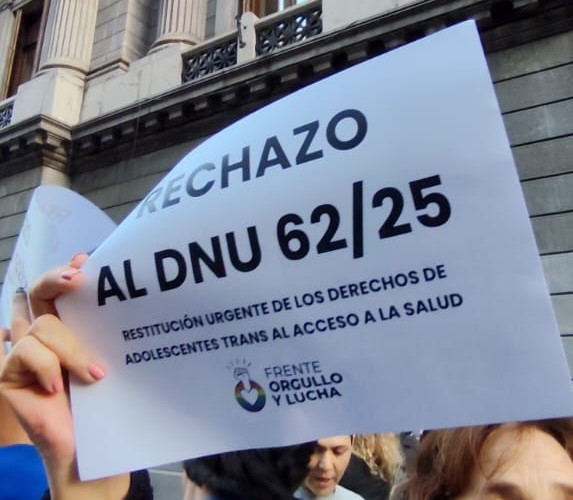 RECHAZO
AL DNU 62/25
RESTITUCIÓN URGENTE DE LOS DERECHOS DE
ADOLESCENTES TRANS AL ACCESO A LA SALUD
FRENTE
ORGULLO
Y LUCHA